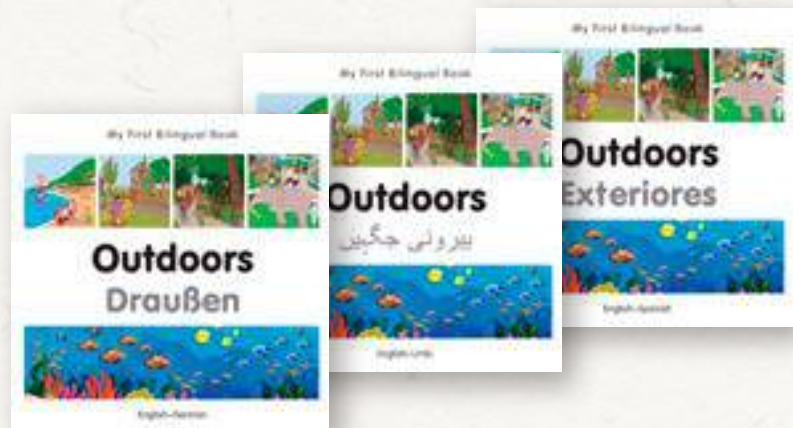 My First Bilingual Book
Outdoors
Draußen
English–German
My First Bilingual Book
Outdoors
بیرونی جگہیں
English–Urdu
My First Bilingual Book
Outdoors
Exteriores
English–Spanish